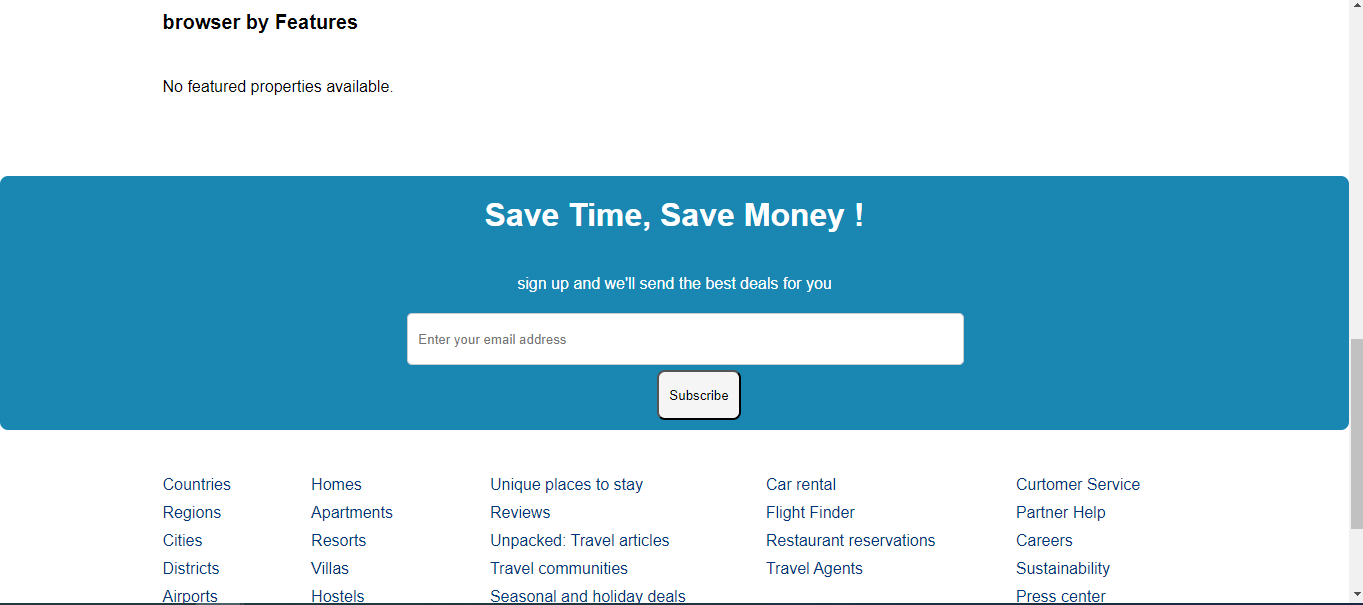 browser by Features
No featured properties available.
Save Time, Save Money !
sign up and we'll send the best deals for you
Enter your email address
Subscribe
Countries
Regions
Cities
Districts
Airports
Homes
Apartments
Resorts
Villas
Hostels
Unique places to stay
Reviews
Unpacked: Travel articles
Travel communities
Seasonal and holiday deals
Car rental
Flight Finder
Restaurant reservations
Travel Agents
Curtomer Service
Partner Help
Careers
Sustainability
Press center